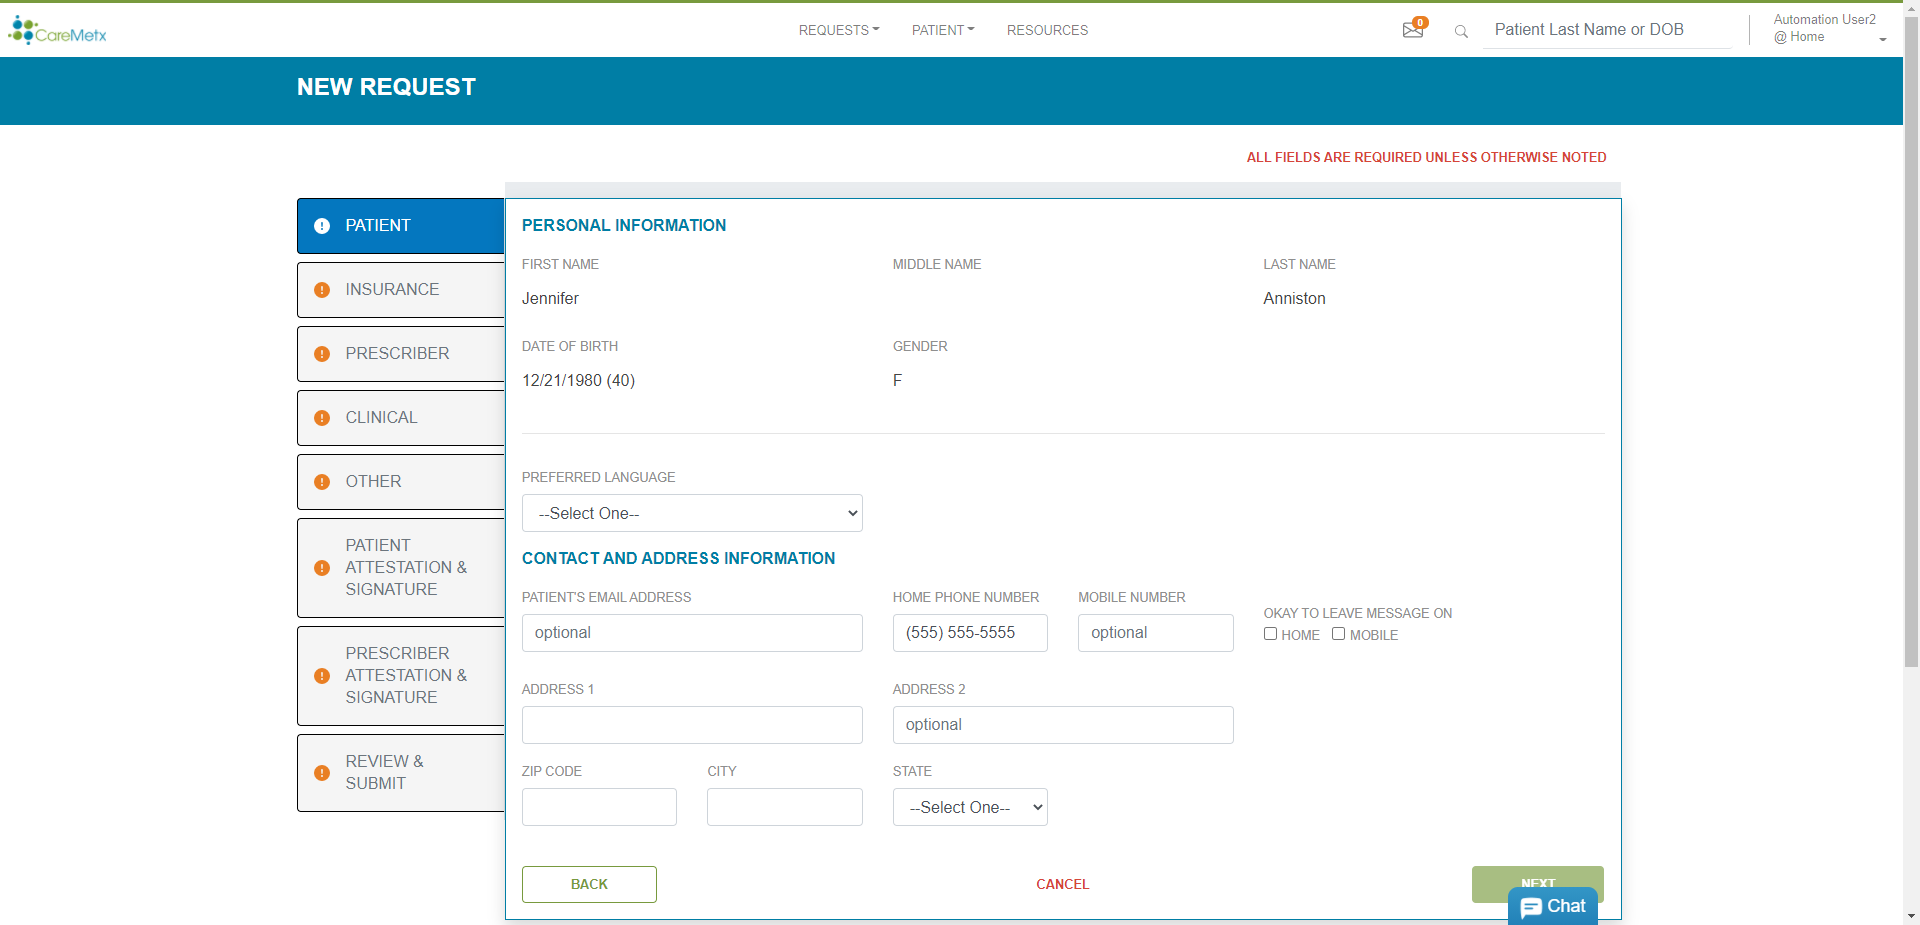 CareMetx
REQUESTS
PATIENT
RESOURCES
0
Patient Last Name or DOB
Automation User2
@ Home
NEW REQUEST
ALL FIELDS ARE REQUIRED UNLESS OTHERWISE NOTED
PATIENT
INSURANCE
PRESCRIBER
CLINICAL
OTHER
PATIENT
ATTESTATION &
SIGNATURE
PRESCRIBER
ATTESTATION &
SIGNATURE
REVIEW &
SUBMIT
PERSONAL INFORMATION
FIRST NAME MIDDLE NAME LAST NAME
Jennifer Anniston
DATE OF BIRTH GENDER
12/21/1980 (40) F
PREFERRED LANGUAGE
--Select One--
CONTACT AND ADDRESS INFORMATION
PATIENT'S EMAIL ADDRESS HOME PHONE NUMBER MOBILE NUMBER OKAY TO LEAVE MESSAGE ON
optional (555) 555-5555 optional HOME MOBILE
ADDRESS 1 ADDRESS 2
optional
ZIP CODE CITY STATE
--Select One--
BACK CANCEL NEXT
Chat